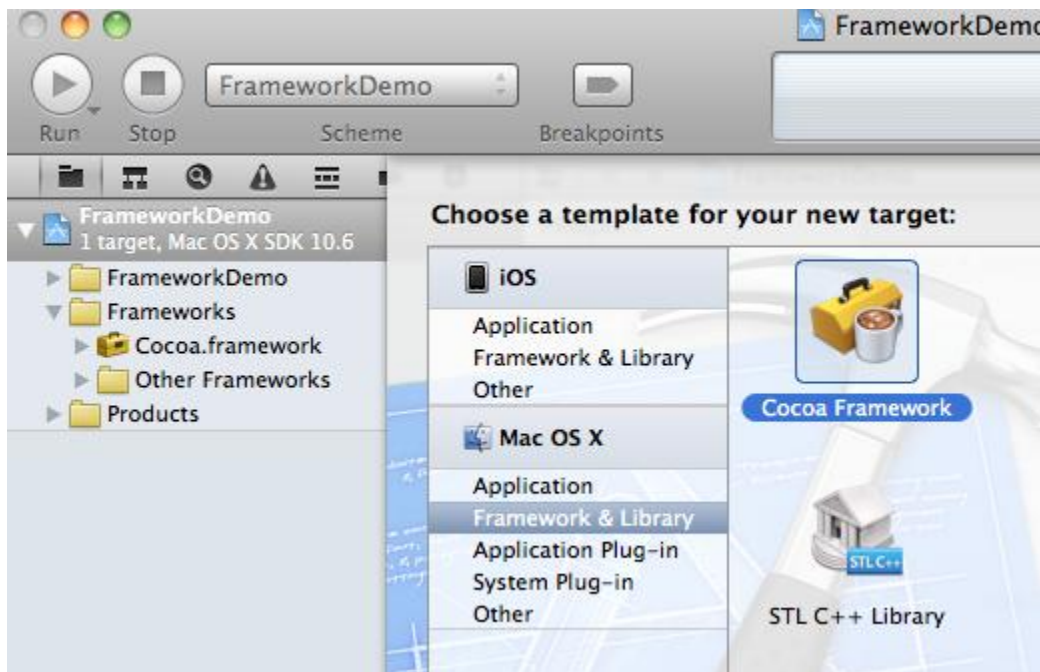 FrameworkDemo
FrameworkDemo
Run
Stop
Scheme
Breakpoints
FrameworkDemo
1 target, Mac OS X SDK 10.6
FrameworkDemo
Frameworks
Cocoa.framework
Other Frameworks
Products
Choose a template for your new target:
iOS
Application
Framework & Library
Other
Mac OS X
Application
Framework & Library
Application Plug-in
System Plug-in
Other
Cocoa Framework
STL C++
STL C++ Library